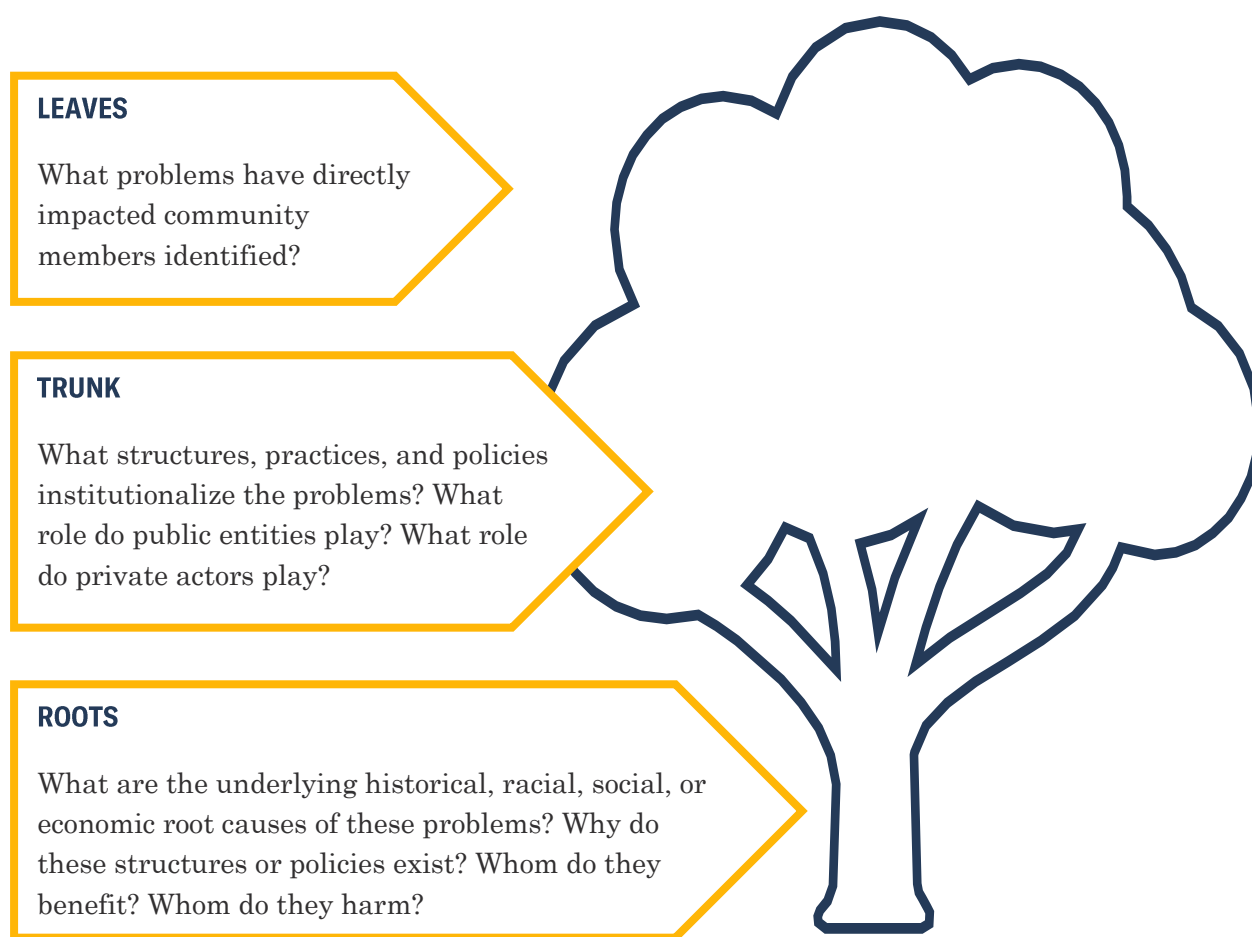 LEAVES
What problems have directly
impacted community
members identified?
TRUNK
What structures, practices, and policies
institutionalize the problems? What
role do public entities play? What role
do private actors play?
ROOTS
What are the underlying historical, racial, social, or
economic root causes of these problems? Why do
these structures or policies exist? Whom do they
benefit? Whom do they harm?